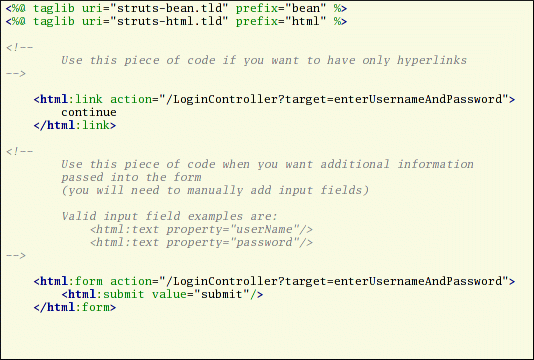 <%@ taglib uri="struts-bean.tld" prefix="bean" %>
<%@ taglib uri="struts-html.tld" prefix="html" %>
<!--
Use this piece of code if you want to have only hyperlinks
-->
<html:link action="/LoginController?target=enterUsernameAndPassword">
continue
</html:link>
<!--
Use this piece of code when you want additional information
passed into the form
(you will need to manually add input fields)
Valid input field examples are:
<html:text property="userName"/>
<html:text property="password"/>
-->
<html:form action="/LoginController?target=enterUsernameAndPassword">
<html:submit value="submit"/>
</html:form>